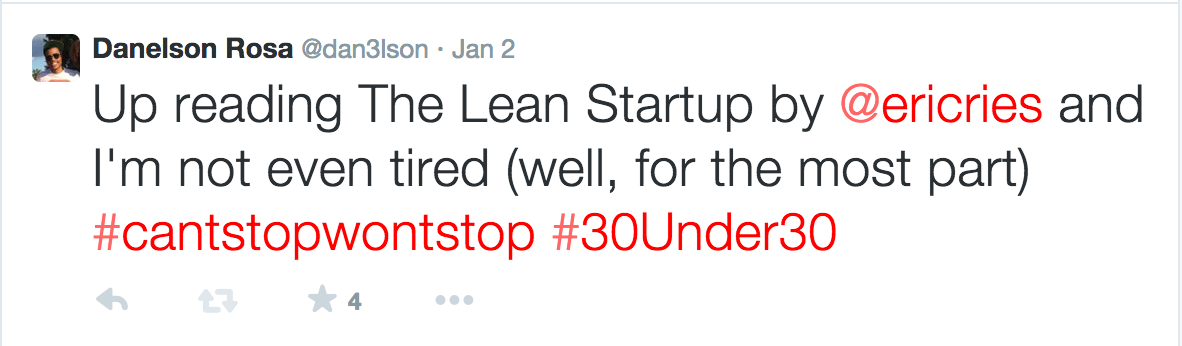 Danelson Rosa @dan3lson · Jan 2
Up reading The Lean Startup by @ericries and
I'm not even tired (well, for the most part)
#cantstopwontstop #30Under30
4